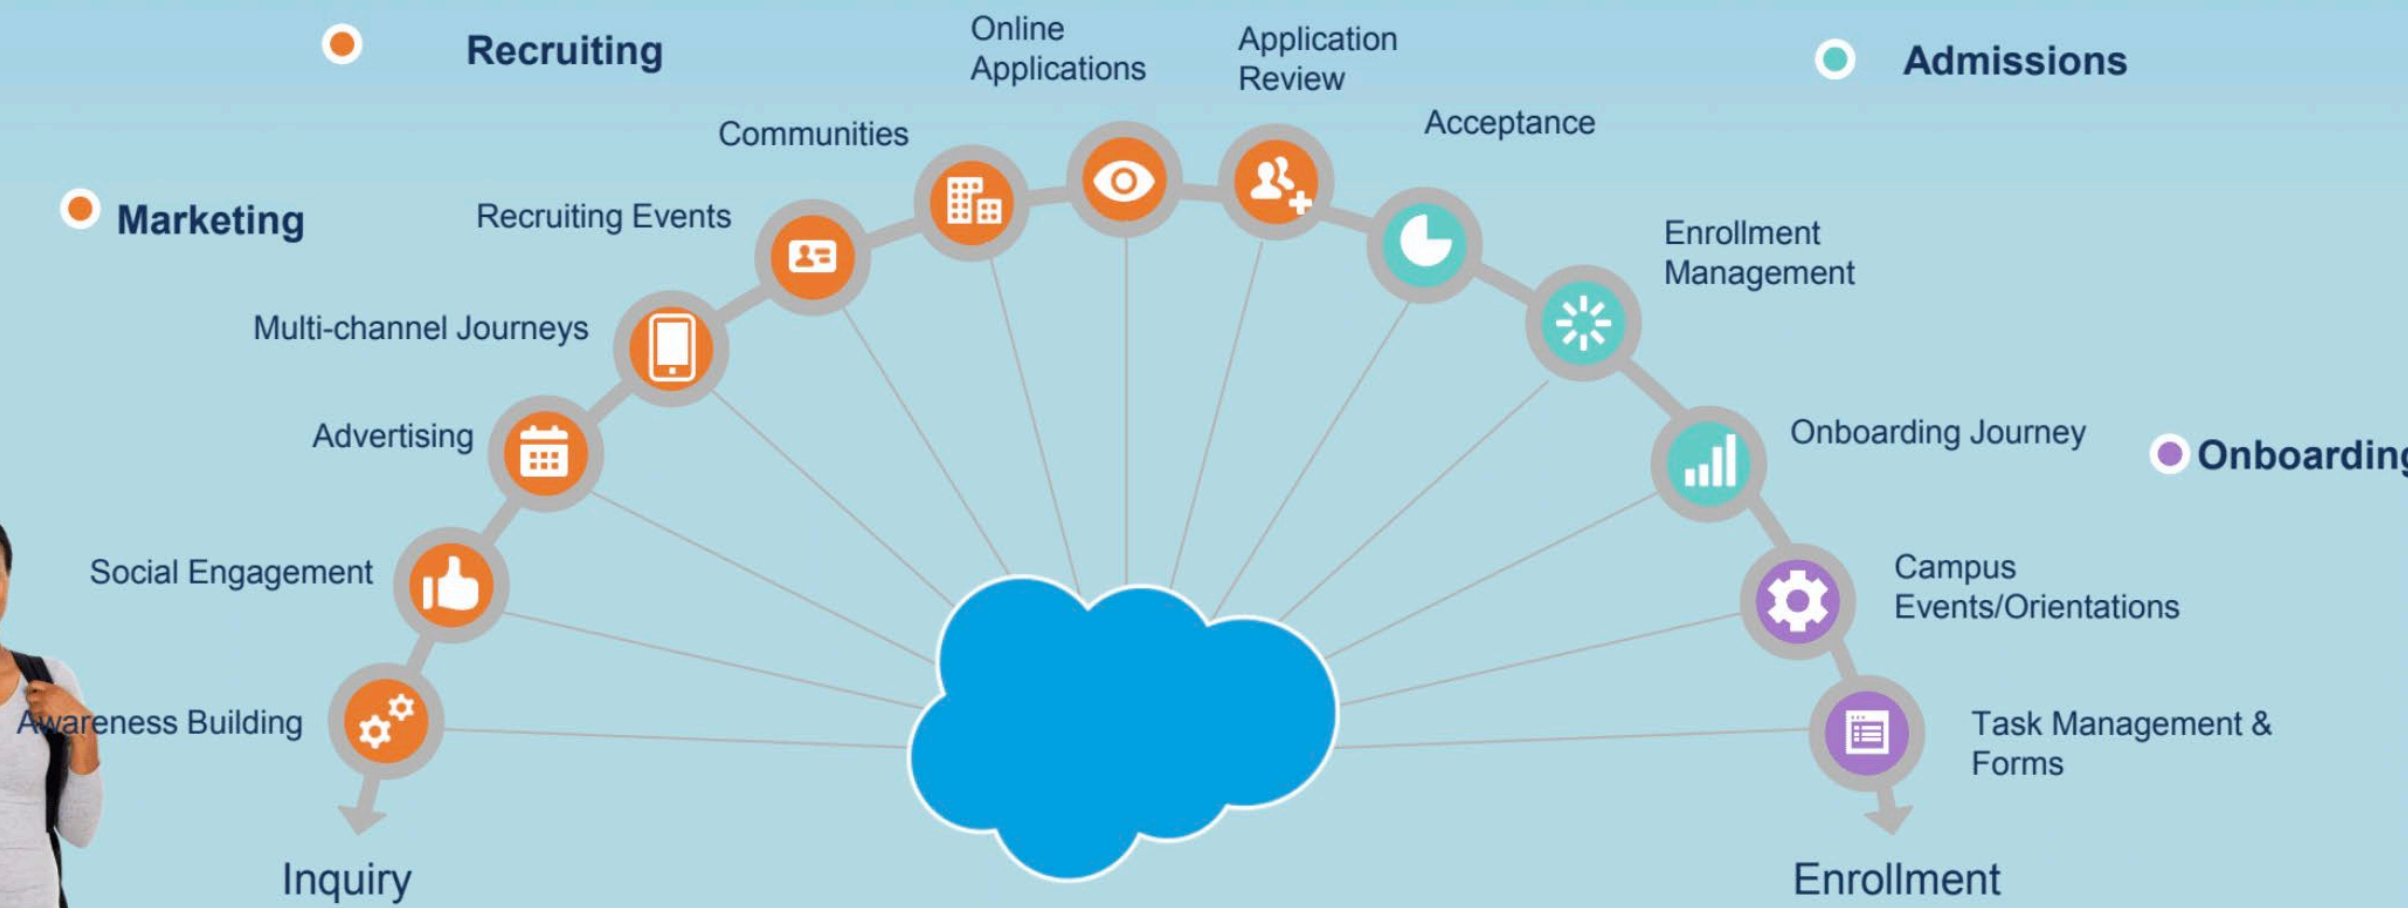 Recruiting
Online
Applications
Application
Review
Admissions
Communities
Acceptance
Marketing
Recruiting Events
Enrollment
Management
Multi-channel Journeys
Advertising
Onboarding Journey
Onboarding
Social Engagement
Campus
Events/Orientations
Awareness Building
Task Management &
Forms
Inquiry
Enrollment